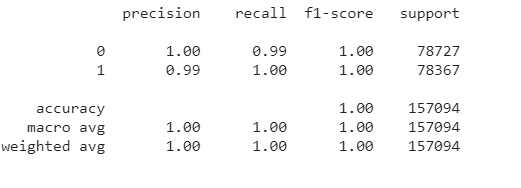 precision recall f1-score support
0 1.00 0.99 1.00 78727
1 0.99 1.00 1.00 78367
accuracy 1.00 157094
macro avg 1.00 1.00 1.00 157094
weighted avg 1.00 1.00 1.00 157094